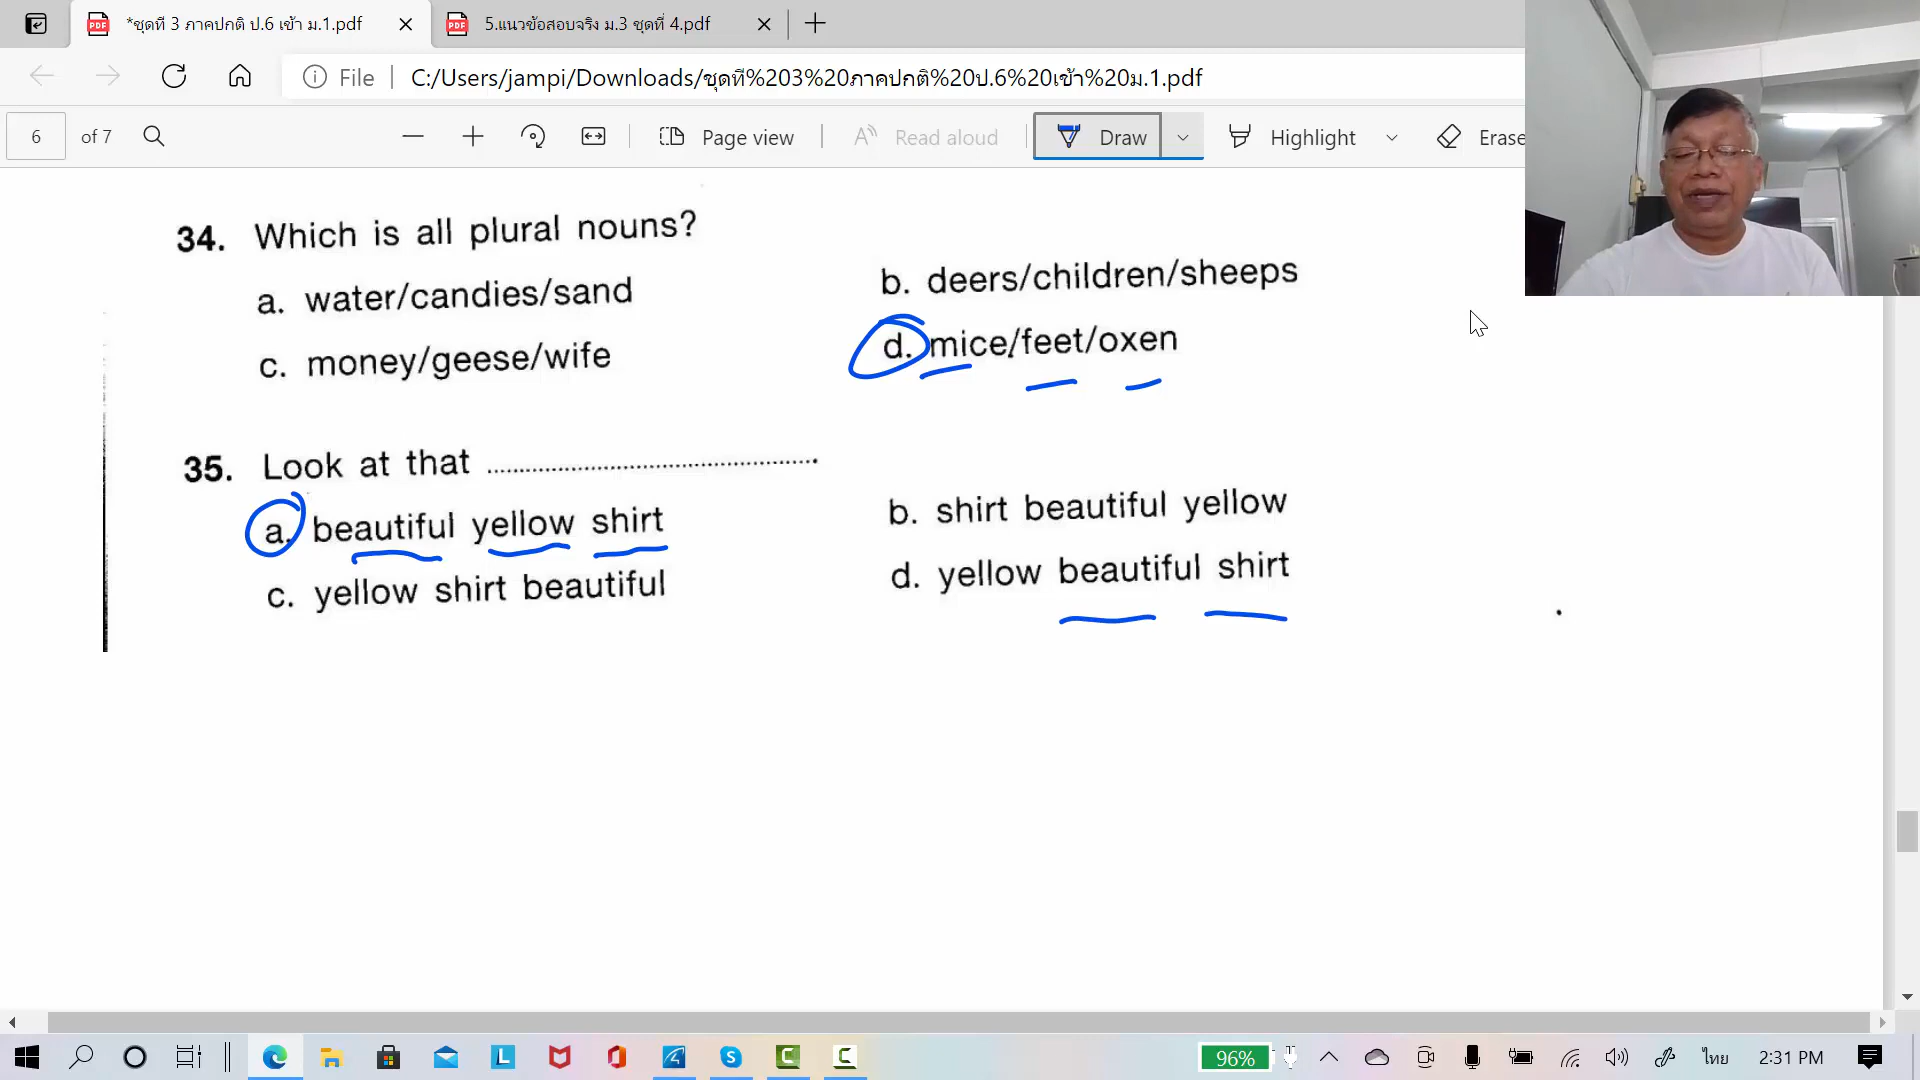 *ชุดที่ 3 ภาคปกติ ป.6 เข้า ม.1.pdf
5.แนวข้อสอบจริง ม.3 ชุดที่ 4.pdf
File
C:/Users/jampi/Downloads/ชุดที่%203%20ภาคปกติ%20ป.6%20เข้า%20ม.1.pdf
6 of 7
Page view
Read aloud
Draw
Highlight
Erase
34. Which is all plural nouns?
a. water/candies/sand
b. deers/children/sheeps
c. money/geese/wife
d. mice/feet/oxen
35. Look at that ..........................................
a. beautiful yellow shirt
b. shirt beautiful yellow
c. yellow shirt beautiful
d. yellow beautiful shirt
96%
ไทย
2:31 PM